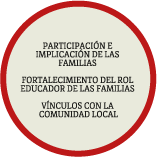 PARTICIPACIÓN E
IMPLICACIÓN DE LAS
FAMILIAS
FORTALECIMIENTO DEL ROL
EDUCADOR DE LAS FAMILIAS
VÍNCULOS CON LA
COMUNIDAD LOCAL